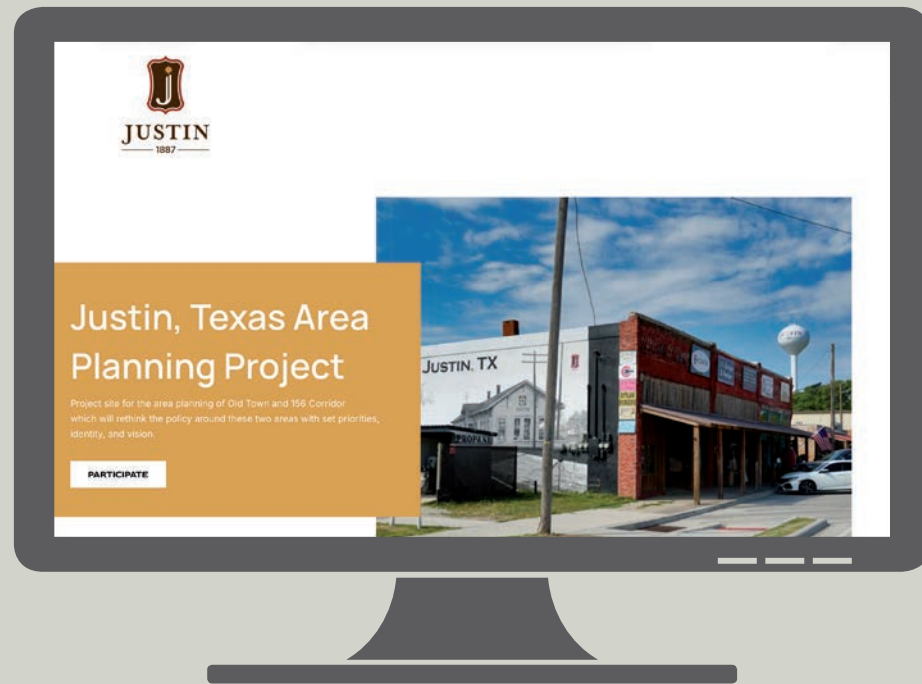 J
JUSTIN
1887
Justin, Texas Area
Planning Project
Project site for the area planning of Old Town and 156 Corridor
which will rethink the policy around these two areas with set priorities,
identity, and vision.
PARTICIPATE
JUSTIN, TX
PROPANE